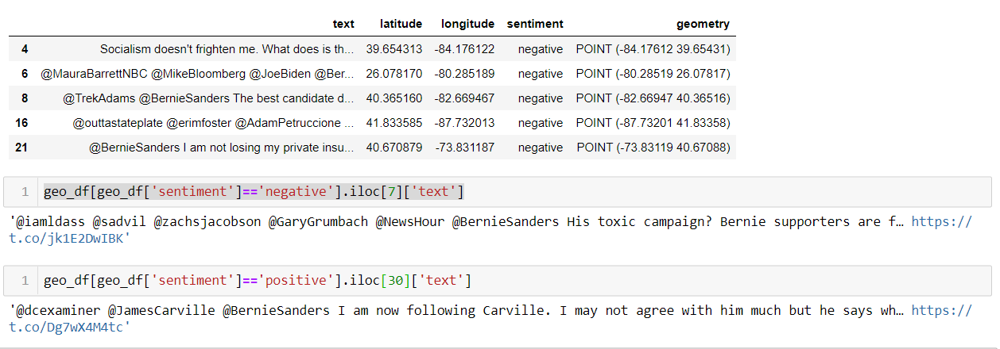 text latitude longitude sentiment geometry
4 Socialism doesn't frighten me. What does is th... 39.654313 -84.176122 negative POINT (-84.17612 39.65431)
6 @MauraBarrettNBC @MikeBloomberg @JoeBiden @Ber... 26.078170 -80.285189 negative POINT (-80.28519 26.07817)
8 @TrekAdams @BernieSanders The best candidate d... 40.365160 -82.669467 negative POINT (-82.66947 40.36516)
16 @outtastateplate @erimfoster @AdamPetruccione ... 41.833585 -87.732013 negative POINT (-87.73201 41.83358)
21 @BernieSanders I am not losing my private insu... 40.670879 -73.831187 negative POINT (-73.83119 40.67088)
1 geo_df[geo_df['sentiment']=='negative'].iloc[7]['text']
'@iamldass @sadvil @zachsjacobson @GaryGrumbach @NewsHour @BernieSanders His toxic campaign? Bernie supporters are f… https://
t.co/jk1E2DwIBK'
1 geo_df[geo_df['sentiment']=='positive'].iloc[30]['text']
'@dcexaminer @JamesCarville @BernieSanders I am now following Carville. I may not agree with him much but he says wh… https://
t.co/Dg7wX4M4tc'